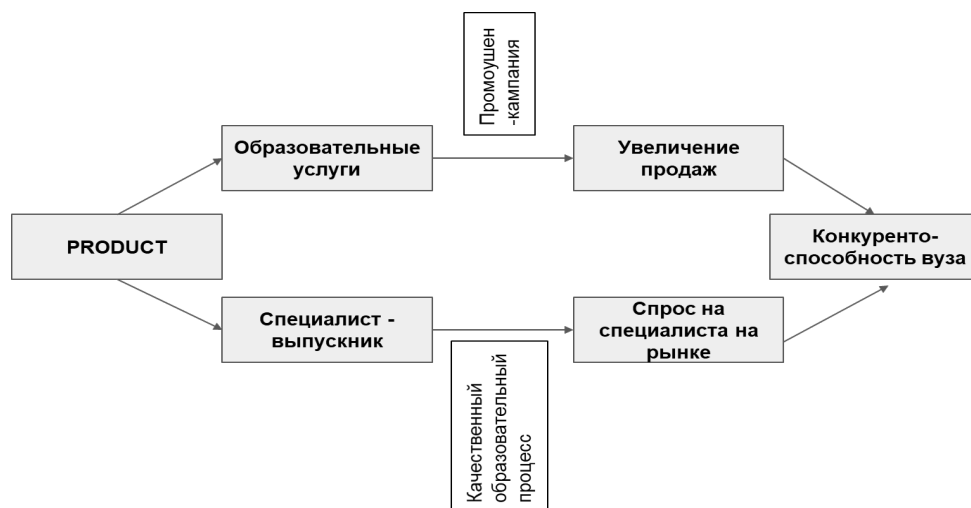 Промоушен
-кампания
Образовательные
услуги
Увеличение
продаж
PRODUCT
Конкуренто-
способность вуза
Специалист -
выпускник
Спрос на
специалиста на
рынке
Качественный
образовательный
процесс